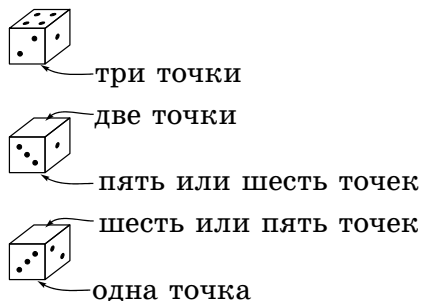 три точки
две точки
пять или шесть точек
шесть или пять точек
одна точка